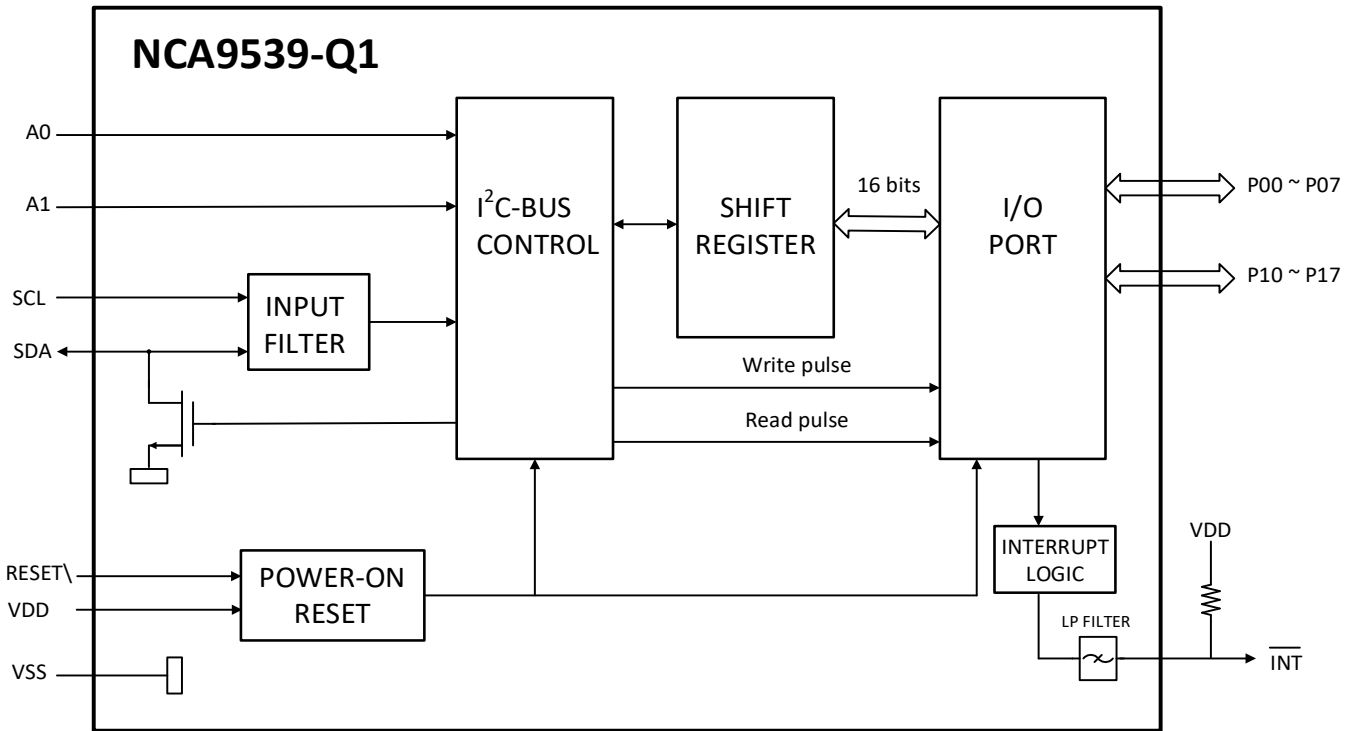 NCA9539-Q1
A0
A1
SCL
SDA
RESET\
VDD
VSS
INPUT
FILTER
POWER-ON
RESET
I²C-BUS
CONTROL
SHIFT
REGISTER
16 bits
Write pulse
Read pulse
I/O
PORT
P00 ~ P07
P10 ~ P17
INTERRUPT
LOGIC
LP FILTER
VDD
INT